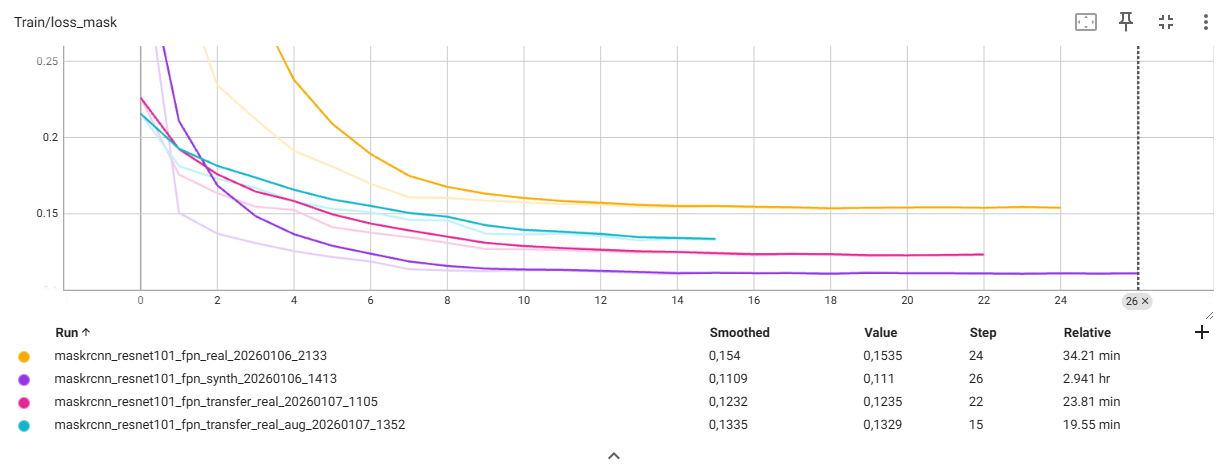 Train/loss_mask
0.25
0.2
0.15
0 2 4 6 8 10 12 14 16 18 20 22 24 26 ×
Run ↑ Smoothed Value Step Relative
maskrcnn_resnet101_fpn_real_20260106_2133 0,154 0,1535 24 34.21 min
maskrcnn_resnet101_fpn_synth_20260106_1413 0,1109 0,111 26 2.941 hr
maskrcnn_resnet101_fpn_transfer_real_20260107_1105 0,1232 0,1235 22 23.81 min
maskrcnn_resnet101_fpn_transfer_real_aug_20260107_1352 0,1335 0,1329 15 19.55 min